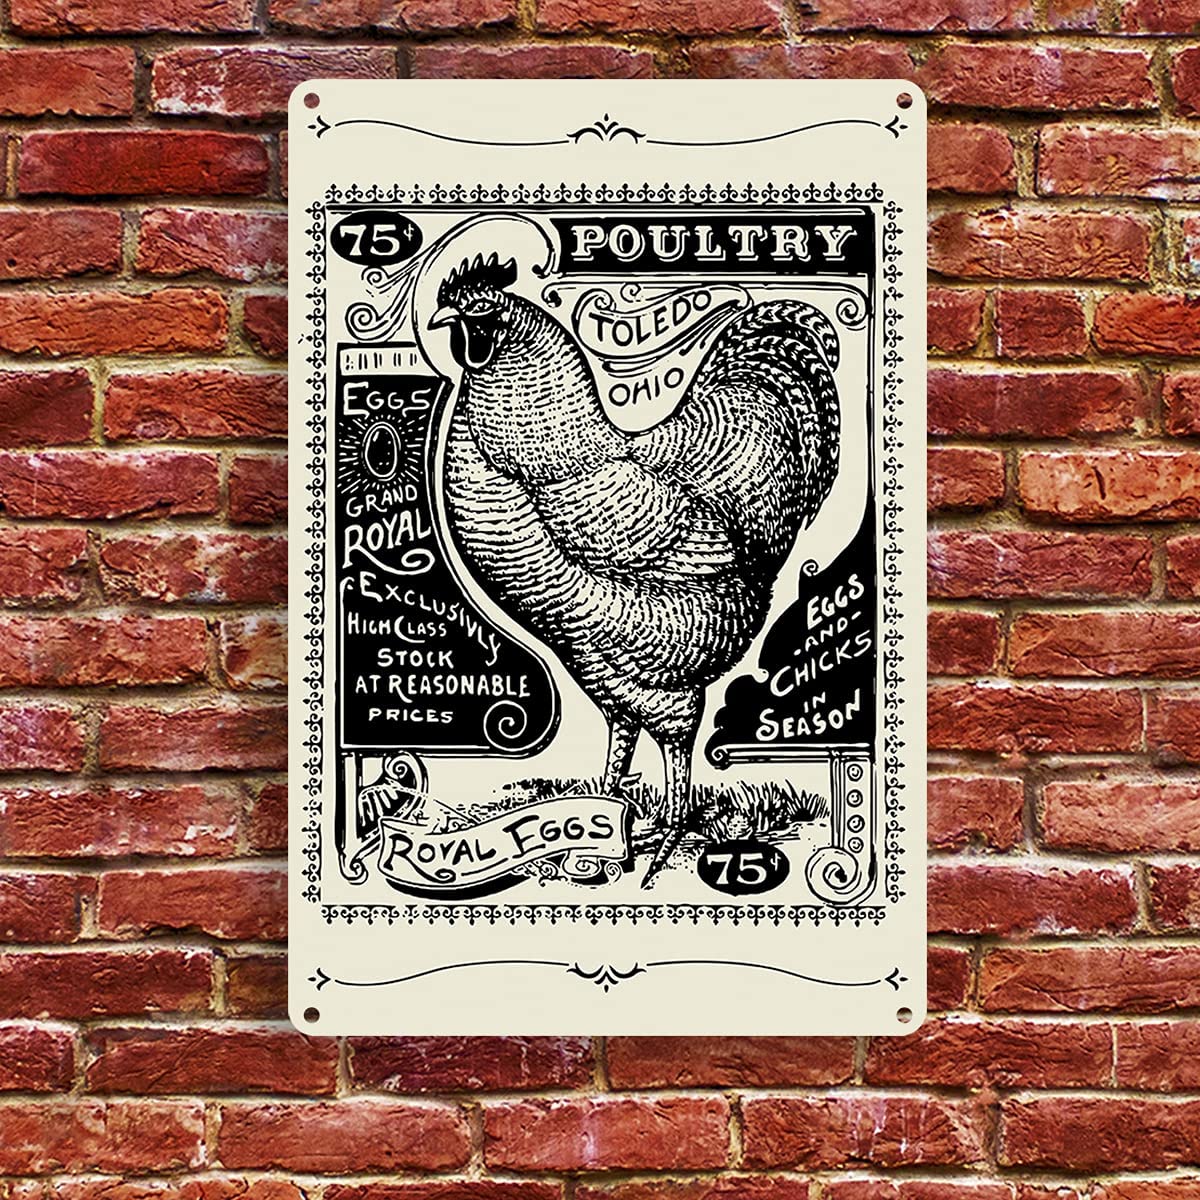 75¢
POULTRY
TOLEDO
OHIO
EGGS
GRAND
ROYAL
EXCLUSIVLY
HIGH CLASS
STOCK
AT REASONABLE
PRICES
EGGS
-AND-
CHICKS
IN
SEASON
ROYAL EGGS
75¢